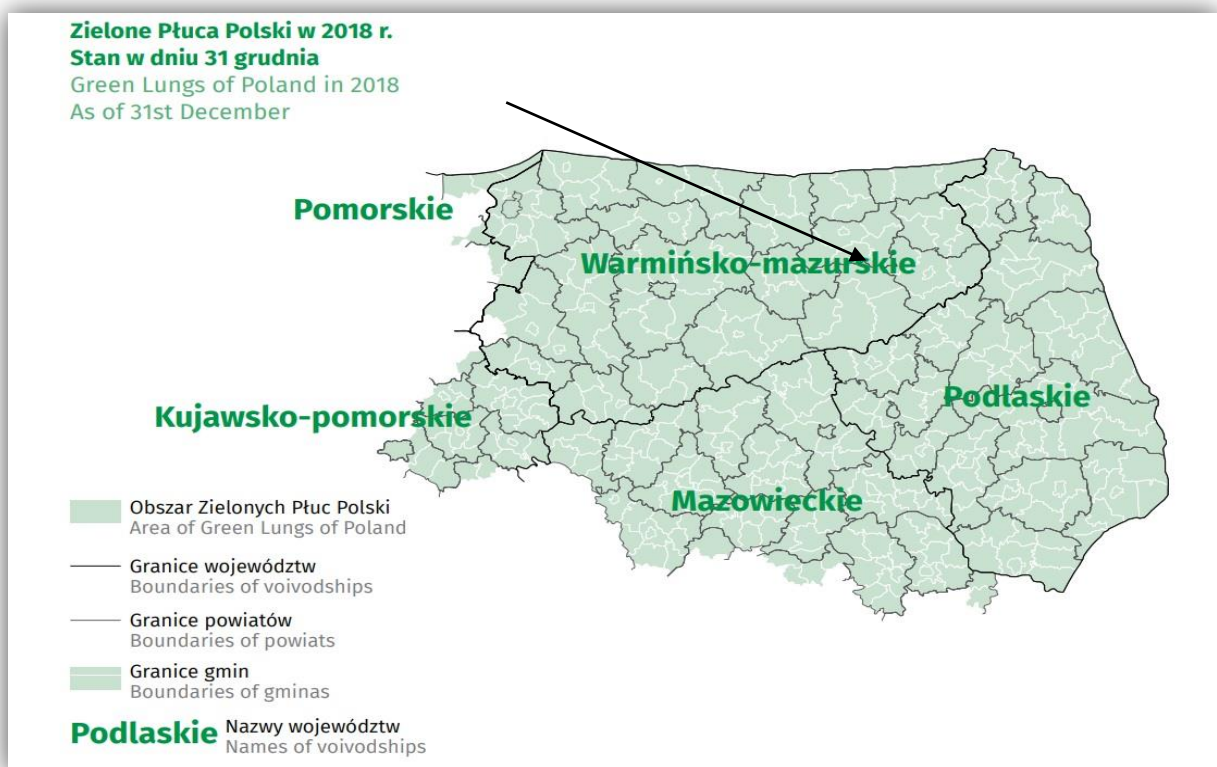 Zielone Płuca Polski w 2018 r.
Stan w dniu 31 grudnia
Green Lungs of Poland in 2018
As of 31st December
Pomorskie
Warmińsko-mazurskie
Podlaskie
Kujawsko-pomorskie
Mazowieckie
Obszar Zielonych Płuc Polski
Area of Green Lungs of Poland
Granice województw
Boundaries of voivodships
Granice powiatów
Boundaries of powiats
Granice gmin
Boundaries of gminas
Podlaskie
Nazwy województw
Names of voivodships